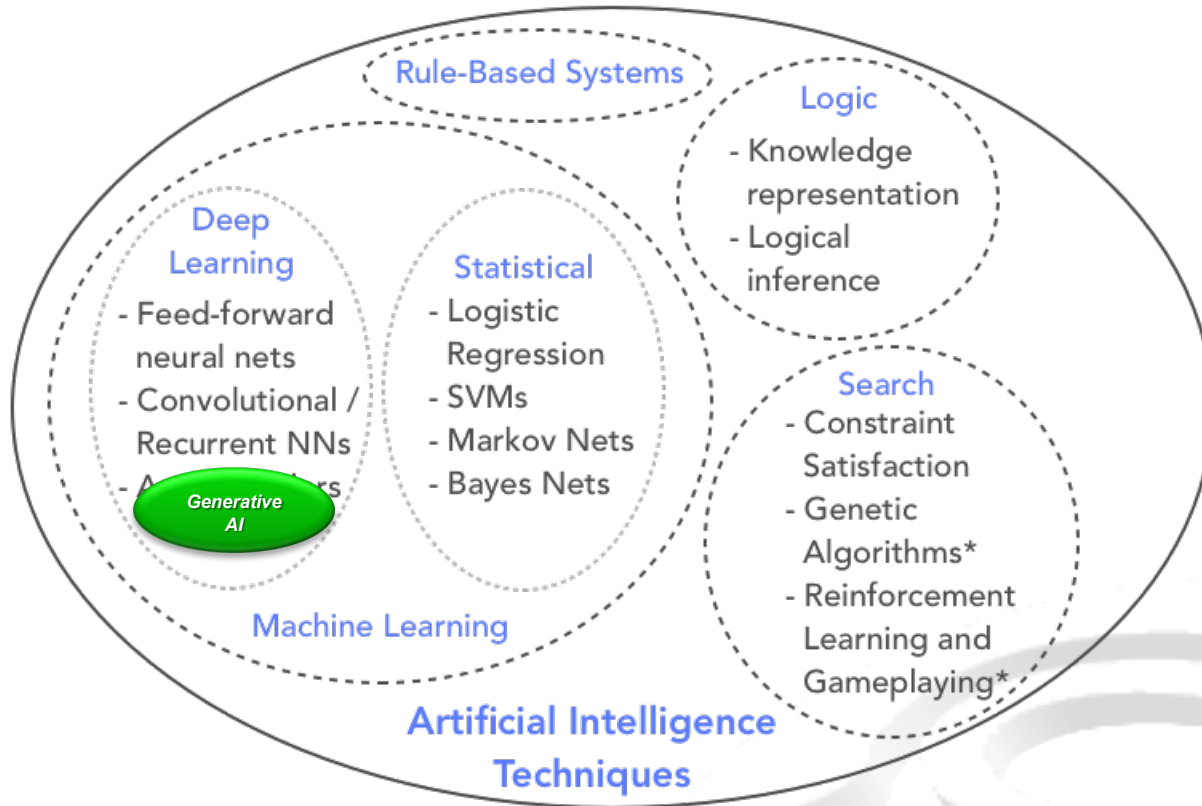 Rule-Based Systems
Logic
- Knowledge
representation
- Logical
inference
Deep
Learning
- Feed-forward
neural nets
- Convolutional /
Recurrent NNs
-
Generative
AI
Statistical
- Logistic
Regression
- SVMs
- Markov Nets
- Bayes Nets
Machine Learning
Search
- Constraint
Satisfaction
- Genetic
Algorithms*
- Reinforcement
Learning and
Gameplaying*
Artificial Intelligence
Techniques